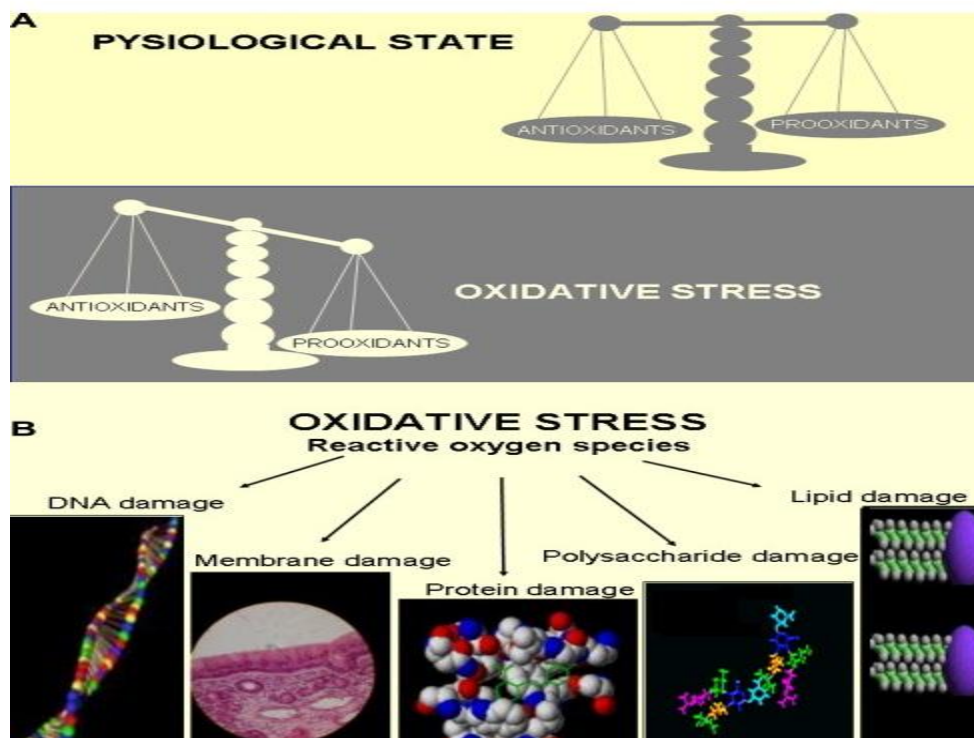 A
PYSIOLOGICAL STATE
ANTIOXIDANTS
PROOXIDANTS
ANTIOXIDANTS
PROOXIDANTS
OXIDATIVE STRESS
B
OXIDATIVE STRESS
Reactive oxygen species
DNA damage
Membrane damage
Protein damage
Polysaccharide damage
Lipid damage